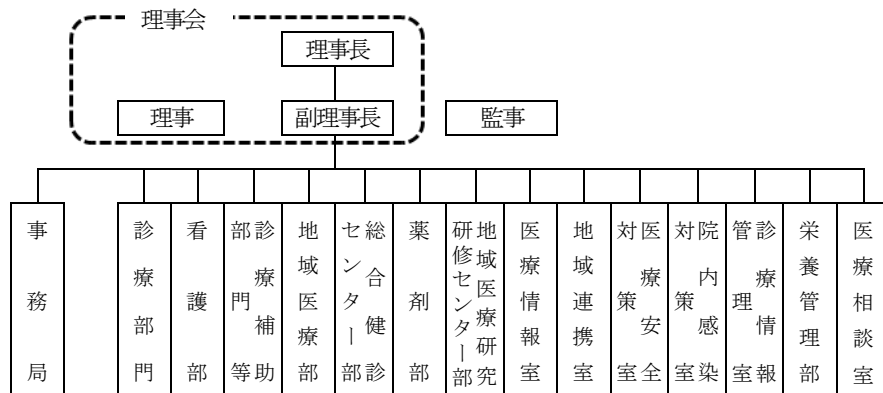 理事会
理事長
理事
副理事長
監事
事務局
診療部門
看護部
診療補助
部門等
地域医療部
総合健診
センター部
薬剤部
地域医療研究
研修センター部
医療情報室
地域連携室
医療安全
対策室
院内感染
対策室
診療情報
管理室
栄養管理部
医療相談室